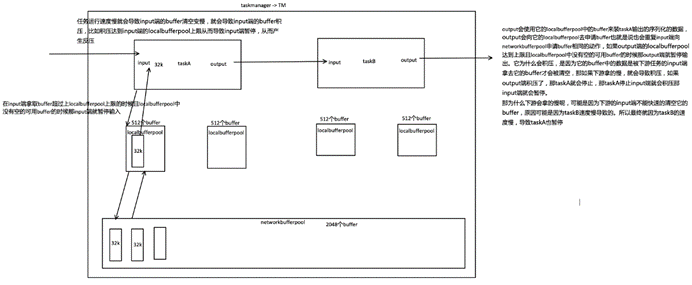 taskmanager -> TM
任务运行速度慢就会导致input端的buffer清空变慢，就会导致input端的buffer积
压，比如积压达到input端的localbufferpool上限从而导致input端暂停，从而产
生反压
input
32k
taskA
output
input
taskB
output
在input端拿取buffer超过上localbufferpool上限的时候且localbufferpool中
没有空的可用buffer的时候那input端就暂停输入
512个buffer
localbufferpool
32k
512个buffer
localbufferpool
512个buffer
localbufferpool
512个buffer
localbufferpool
networkbufferpool
2048个buffer
32k
32k
output会使用它的localbufferpool中的buffer来装taskA输出的序列化的数据，
output会向它的localbufferpool去申请buffer也就是说也会重复input端向
networkbufferpool申请buffer相同的动作，如果output端的localbufferpool
达到上限且localbufferpool中没有空的可用buffer的时候那output端就暂停输
出。它为什么会积压，是因为它的buffer中的数据是被下游任务的input端
拿去它的buffer才会被清空，那如果下游拿的慢，就会导致积压，如果
output端积压了，那taskA就会停止，那taskA停止input端就会积压那
input端就会暂停。
那为什么下游会拿的慢呢，可能是因为下游的input端不能快速的清空它的
buffer，原因可能是因为taskB速度慢导致的。所以最终就因为taskB的速
度慢，导致taskA也暂停